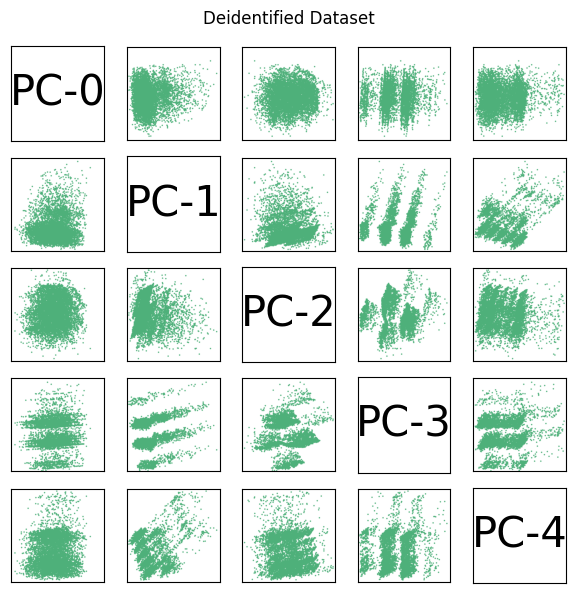 Deidentified Dataset
PC-0
PC-1
PC-2
PC-3
PC-4